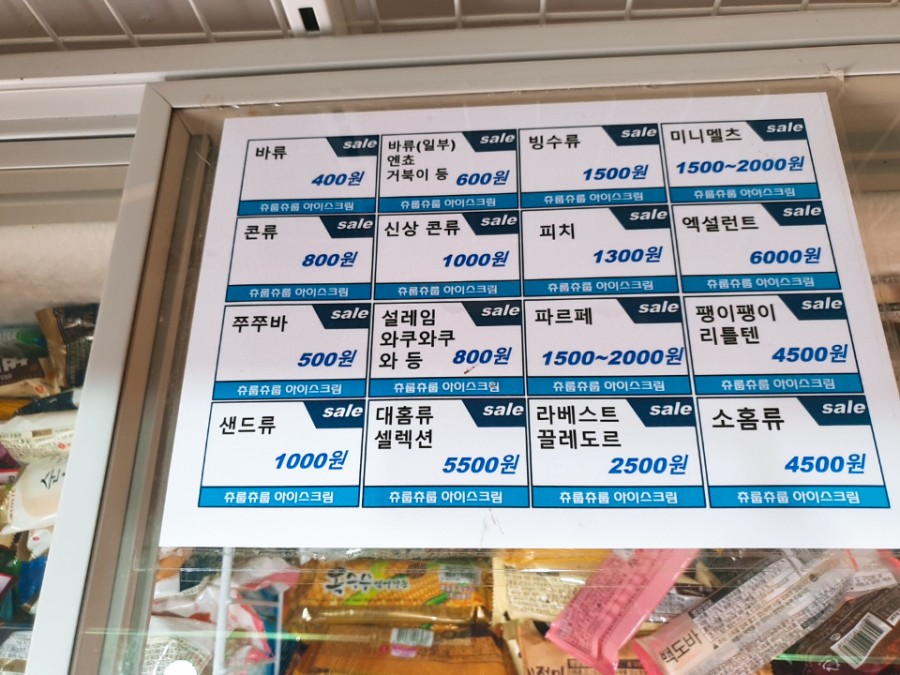 sale
바류
400원
츄룹츄룹 아이스크림
sale
바류(일부)
엔쵸
거북이 등 600원
츄룹츄룹 아이스크림
sale
빙수류
1500원
츄룹츄룹 아이스크림
sale
미니멜츠
1500~2000원
츄룹츄룹 아이스크림
sale
콘류
800원
츄룹츄룹 아이스크림
sale
신상 콘류
1000원
츄룹츄룹 아이스크림
sale
피치
1300원
츄룹츄룹 아이스크림
sale
엑설런트
6000원
츄룹츄룹 아이스크림
sale
쭈쭈바
500원
츄룹츄룹 아이스크림
sale
설레임
와쿠와쿠
와 등 800원
츄룹츄룹 아이스크림
sale
파르페
1500~2000원
츄룹츄룹 아이스크림
sale
팽이팽이
리틀텐
4500원
츄룹츄룹 아이스크림
sale
샌드류
1000원
츄룹츄룹 아이스크림
sale
대홈류
셀렉션
5500원
츄룹츄룹 아이스크림
sale
라베스트
끌레도르
2500원
츄룹츄룹 아이스크림
sale
소홈류
4500원
츄룹츄룹 아이스크림
옥수수
백도바